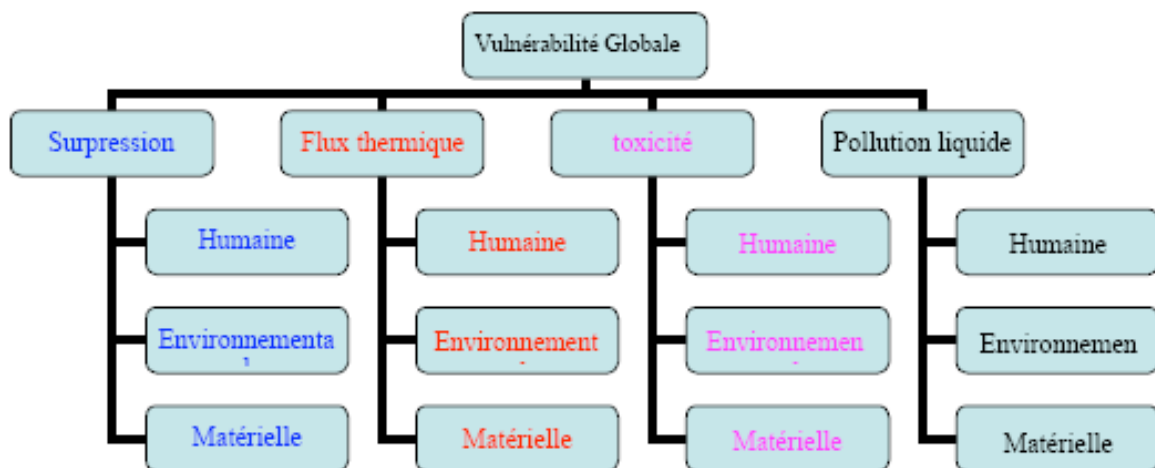 Vulnérabilité Globale
Surpression
Flux thermique
toxicité
Pollution liquide
Humaine
Humaine
Humaine
Humaine
Environnementa
Environnement
Environnemen
Environnemen
Matérielle
Matérielle
Matérielle
Matérielle